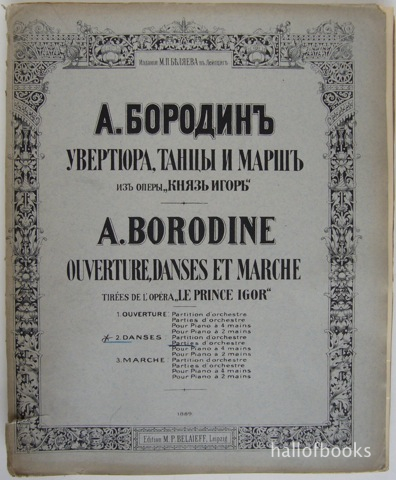 Изданiя М.П.БѢЛЯЕВА въ Лейпцигѣ
А.БОРОДИНЪ
УВЕРТЮРА, ТАНЦЫ И МАРШЪ
ИЗЪ ОПЕРЫ „КНЯЗЬ ИГОРЬ“
A.BORODINE
OUVERTURE, DANSES ET MARCHE
TIRÉES DE L'OPÉRA „LE PRINCE IGOR“
1. OUVERTURE Partition d'orchestre
Parties d'orchestre
Pour Piano à 4 mains
Pour Piano à 2 mains
2. DANSES Partition d'orchestre
Parties d'orchestre
Pour Piano à 4 mains
Pour Piano à 2 mains
3. MARCHE Partition d'orchestre
Parties d'orchestre
Pour Piano à 4 mains
Pour Piano à 2 mains
1889
Edition M. P. BELAIEFF, Leipzig
hallofbooks